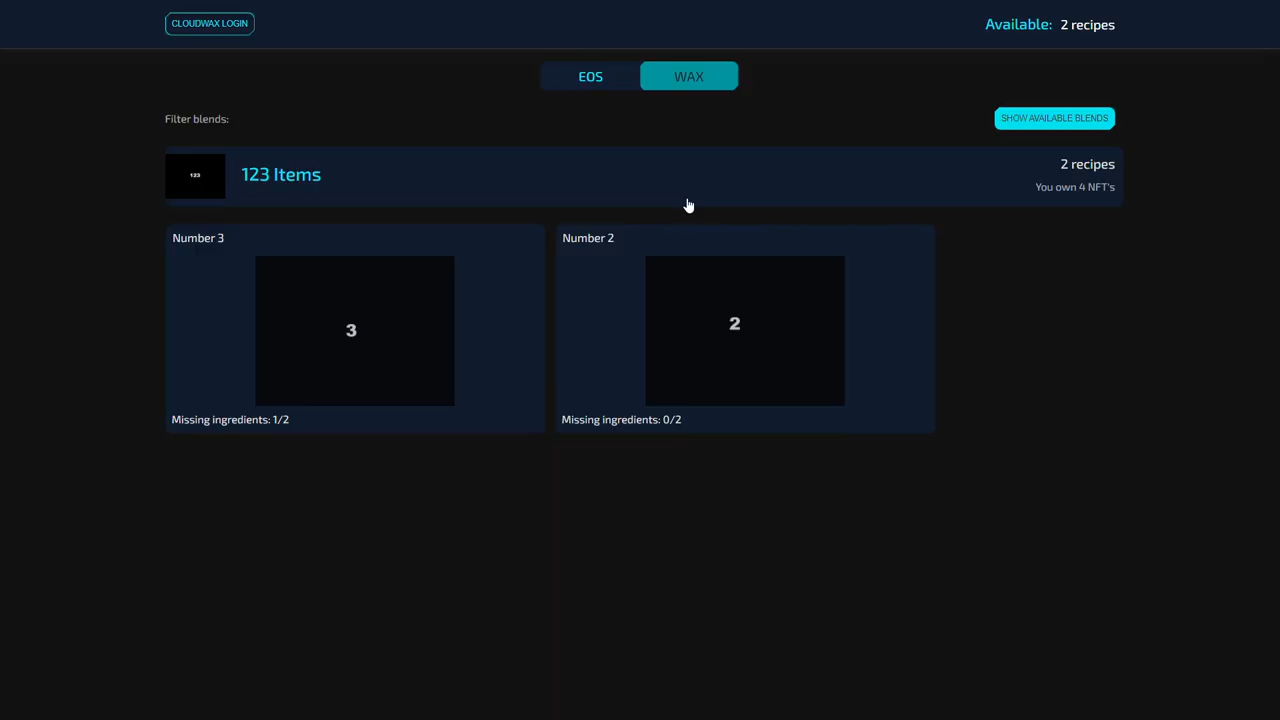 CLOUDWAX LOGIN
Available: 2 recipes
EOS
WAX
Filter blends:
SHOW AVAILABLE BLENDS
123
123 Items
2 recipes
You own 4 NFT's
Number 3
3
Missing ingredients: 1/2
Number 2
2
Missing ingredients: 0/2